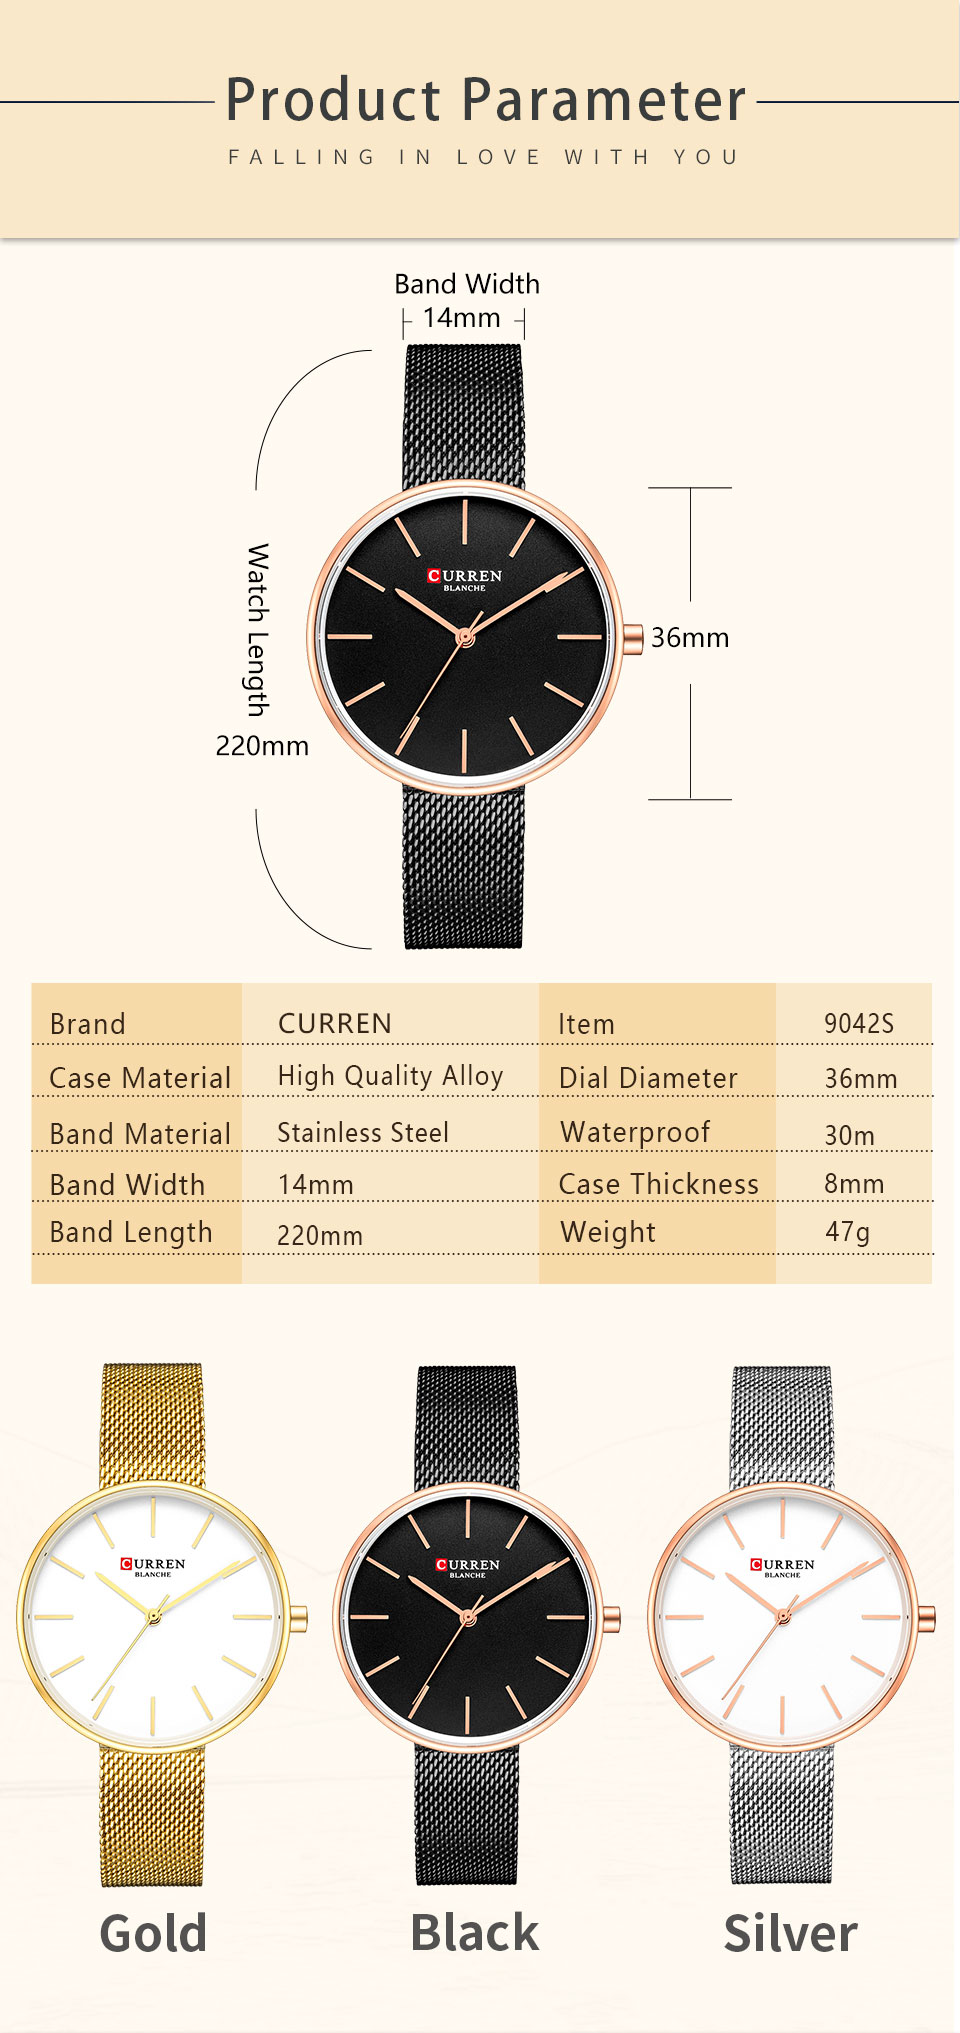 Product Parameter
FALLING IN LOVE WITH YOU
Band Width
14mm
CURREN
BLANCHE
Watch Length
220mm
36mm
Brand CURREN Item 9042S
Case Material High Quality Alloy Dial Diameter 36mm
Band Material Stainless Steel Waterproof 30m
Band Width 14mm Case Thickness 8mm
Band Length 220mm Weight 47g
CURREN
BLANCHE
CURREN
BLANCHE
CURREN
BLANCHE
Gold
Black
Silver